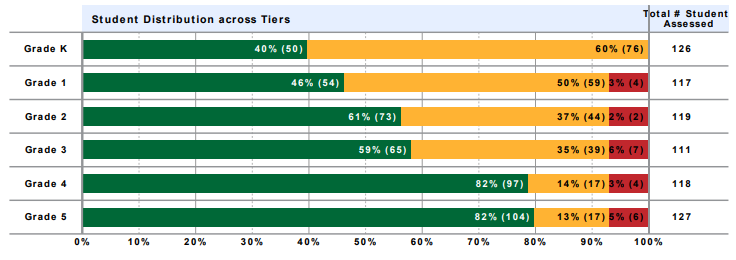 Student Distribution across Tiers
Total # Student
Assessed
Grade K 40% (50) 60% (76) 126
Grade 1 46% (54) 50% (59) 3% (4) 117
Grade 2 61% (73) 37% (44) 2% (2) 119
Grade 3 59% (65) 35% (39) 6% (7) 111
Grade 4 82% (97) 14% (17) 3% (4) 118
Grade 5 82% (104) 13% (17) 5% (6) 127
0% 10% 20% 30% 40% 50% 60% 70% 80% 90% 100%